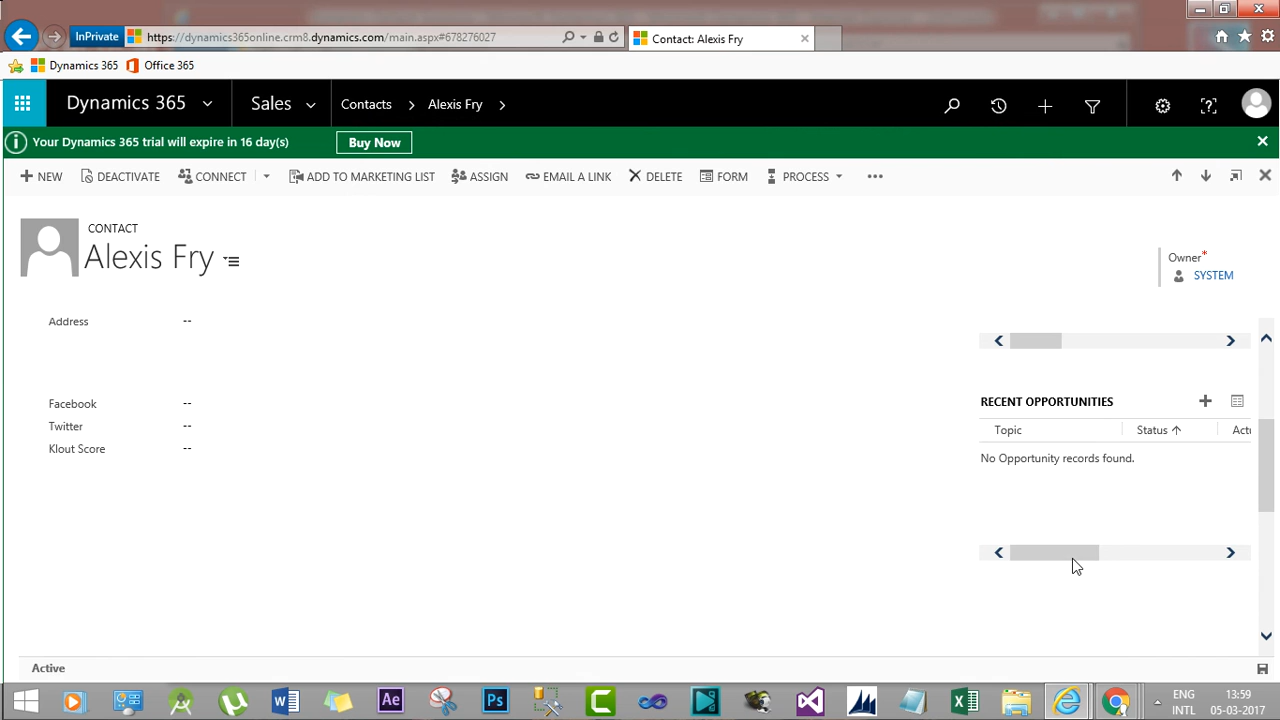 InPrivate https://dynamics365online.crm8.dynamics.com/main.aspx#678276027 Contact: Alexis Fry
Dynamics 365 Office 365
Dynamics 365 Sales Contacts Alexis Fry
Your Dynamics 365 trial will expire in 16 day(s) Buy Now
NEW DEACTIVATE CONNECT ADD TO MARKETING LIST ASSIGN EMAIL A LINK DELETE FORM PROCESS
CONTACT
Alexis Fry
Owner*
SYSTEM
Address --
RECENT OPPORTUNITIES
Facebook --
Twitter --
Topic Status Actu
Klout Score --
No Opportunity records found.
Active
Ae Ps
ENG 13:59
INTL 05-03-2017